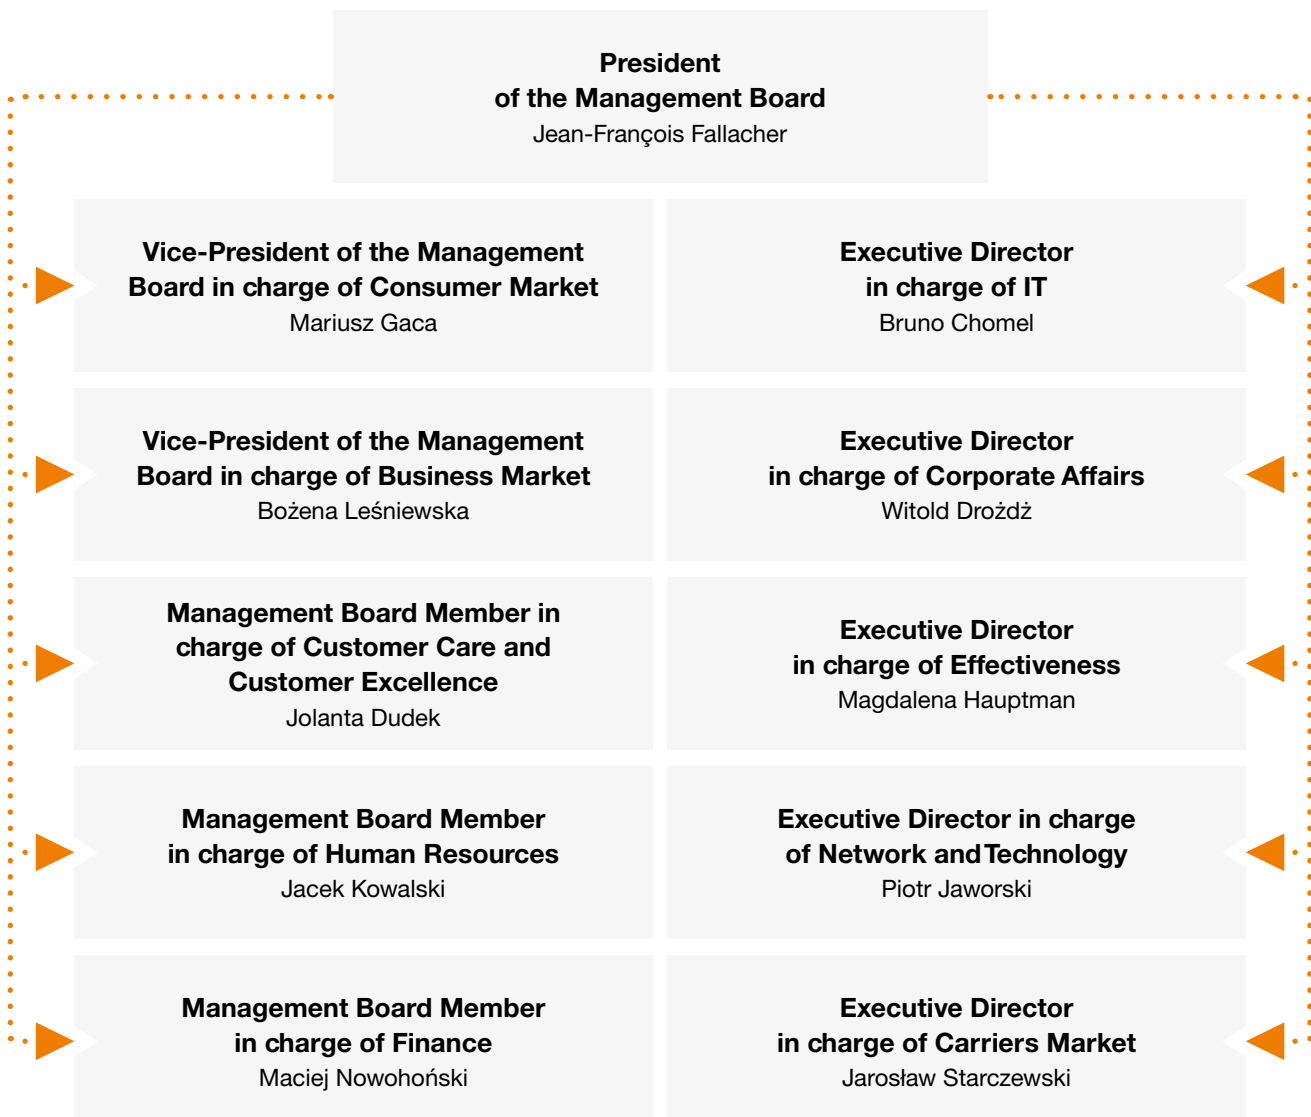 President
of the Management Board
Jean-François Fallacher
Vice-President of the Management
Board in charge of Consumer Market
Mariusz Gaca
Executive Director
in charge of IT
Bruno Chomel
Vice-President of the Management
Board in charge of Business Market
Bożena Leśniewska
Executive Director
in charge of Corporate Affairs
Witold Drożdż
Management Board Member in
charge of Customer Care and
Customer Excellence
Jolanta Dudek
Executive Director
in charge of Effectiveness
Magdalena Hauptman
Management Board Member
in charge of Human Resources
Jacek Kowalski
Executive Director in charge
of Network and Technology
Piotr Jaworski
Management Board Member
in charge of Finance
Maciej Nowohoński
Executive Director
in charge of Carriers Market
Jarosław Starczewski